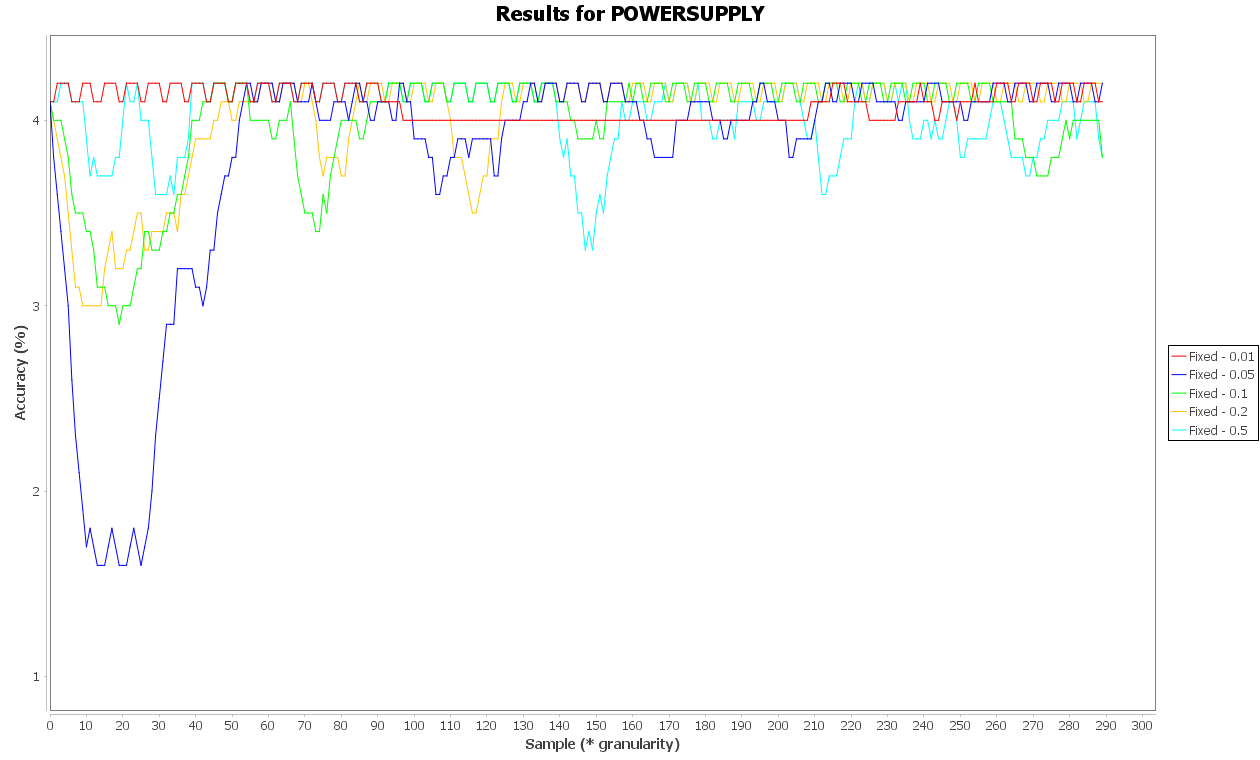 Results for POWERSUPPLY
Accuracy (%)
4
3
2
1
0 10 20 30 40 50 60 70 80 90 100 110 120 130 140 150 160 170 180 190 200 210 220 230 240 250 260 270 280 290 300
Sample (* granularity)
Fixed - 0.01
Fixed - 0.05
Fixed - 0.1
Fixed - 0.2
Fixed - 0.5